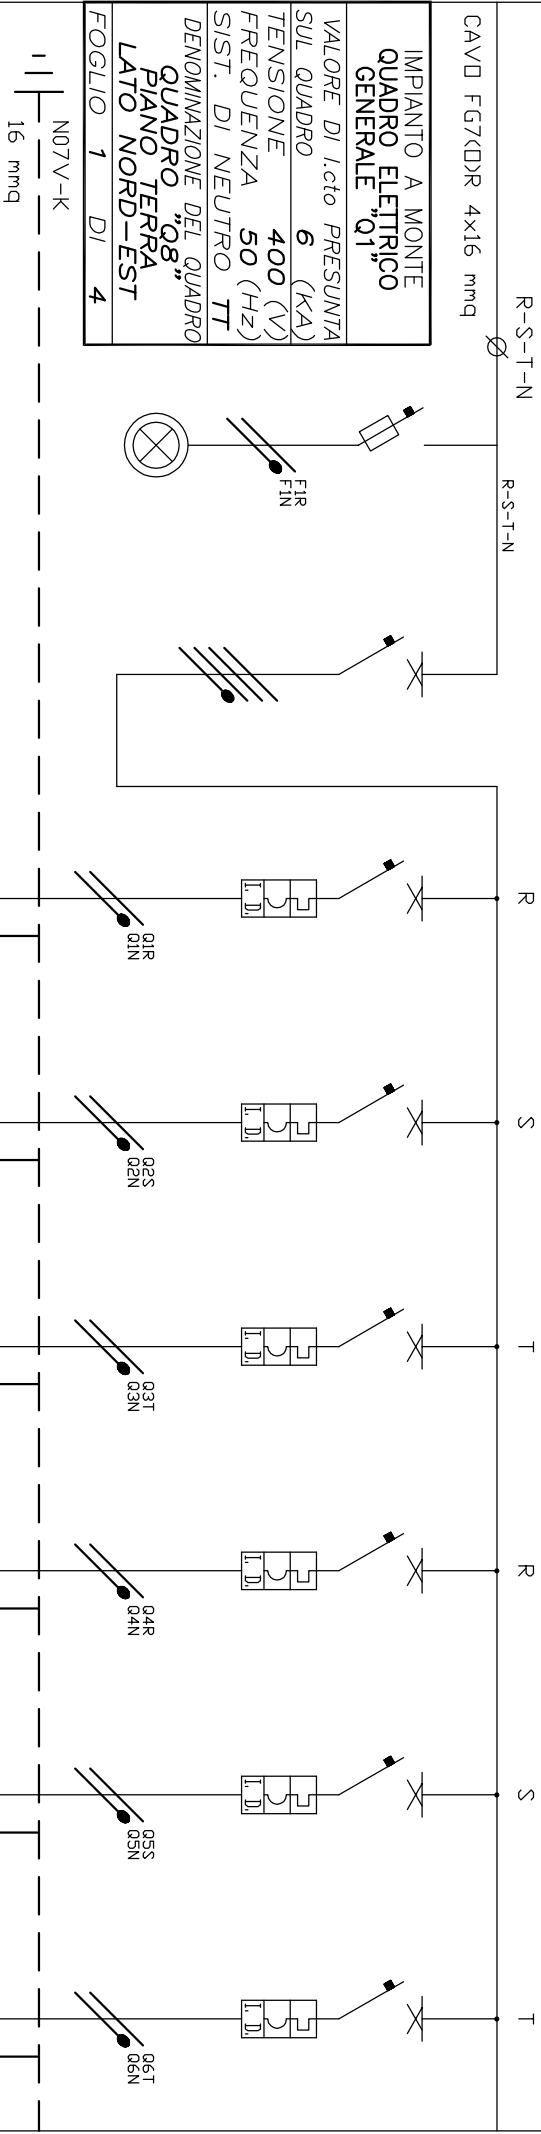 R-S-T-N
CAVO FG7(O)R 4x16 mmq
R-S-T-N
IMPIANTO A MONTE
QUADRO ELETTRICO
GENERALE "Q1"
VALORE DI I.cto PRESUNTA
SUL QUADRO 6 (KA)
TENSIONE 400 (V)
FREQUENZA 50 (Hz)
SIST. DI NEUTRO TT
DENOMINAZIONE DEL QUADRO
QUADRO "Q8"
PIANO TERRA
LATO NORD-EST
FOGLIO 1 DI 4
N07V-K
16 mmq
F1R
F1N
R
S
T
R
S
T
I. D.
I. D.
I. D.
I. D.
I. D.
I. D.
Q1R
Q1N
Q2S
Q2N
Q3T
Q3N
Q4R
Q4N
Q5S
Q5N
Q6T
Q6N